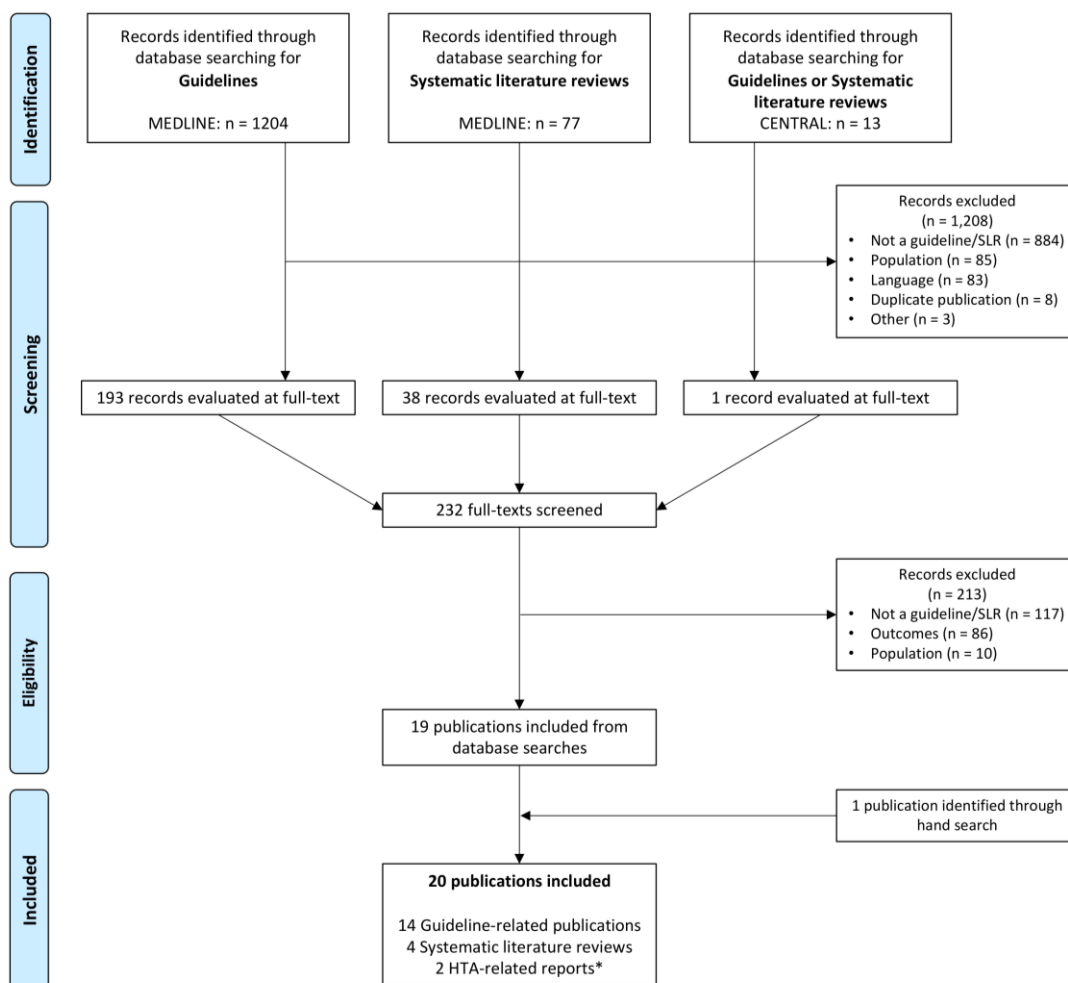 Identification
Records identified through
database searching for
Guidelines
MEDLINE: n = 1204
Records identified through
database searching for
Systematic literature reviews
MEDLINE: n = 77
Records identified through
database searching for
Guidelines or Systematic
literature reviews
CENTRAL: n = 13
Screening
Records excluded
(n = 1,208)
• Not a guideline/SLR (n = 884)
• Population (n = 85)
• Language (n = 83)
• Duplicate publication (n = 8)
• Other (n = 3)
193 records evaluated at full-text
38 records evaluated at full-text
1 record evaluated at full-text
232 full-texts screened
Eligibility
Records excluded
(n = 213)
• Not a guideline/SLR (n = 117)
• Outcomes (n = 86)
• Population (n = 10)
19 publications included from
database searches
Included
1 publication identified through
hand search
20 publications included
14 Guideline-related publications
4 Systematic literature reviews
2 HTA-related reports*